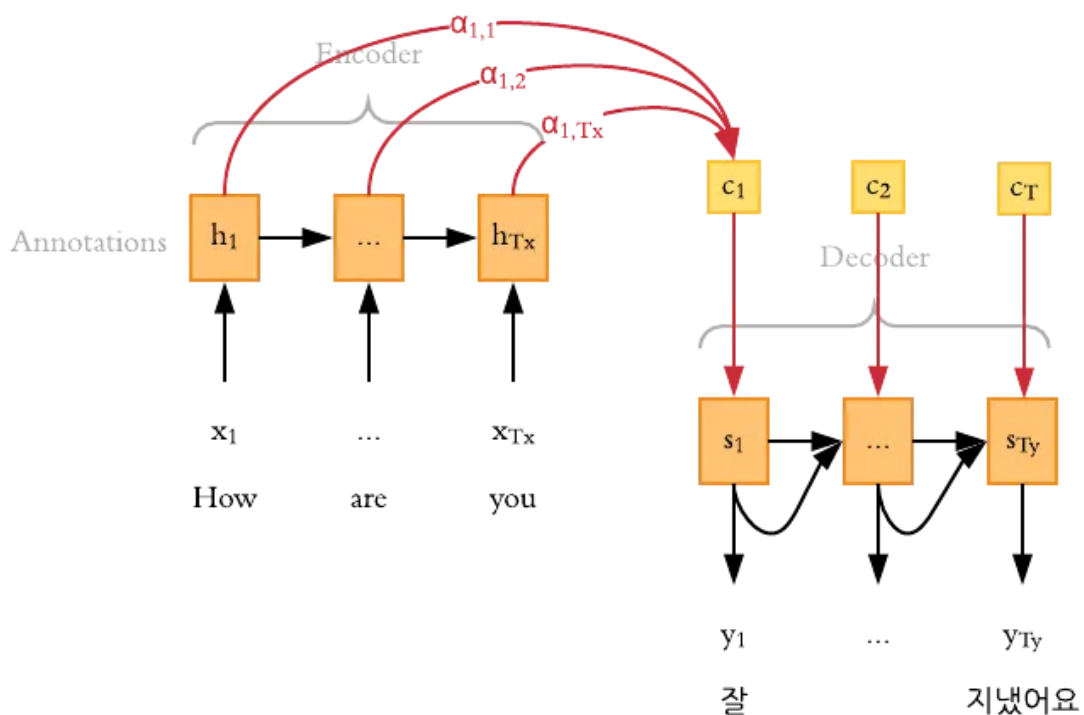 α1,1
Encoder
α1,2
α1,Tx
c1 c2 cT
Annotations h1 ... hTx
Decoder
x1 ... xTx
s1 ... sTy
How are you
y1 ... yTy
잘 지냈어요